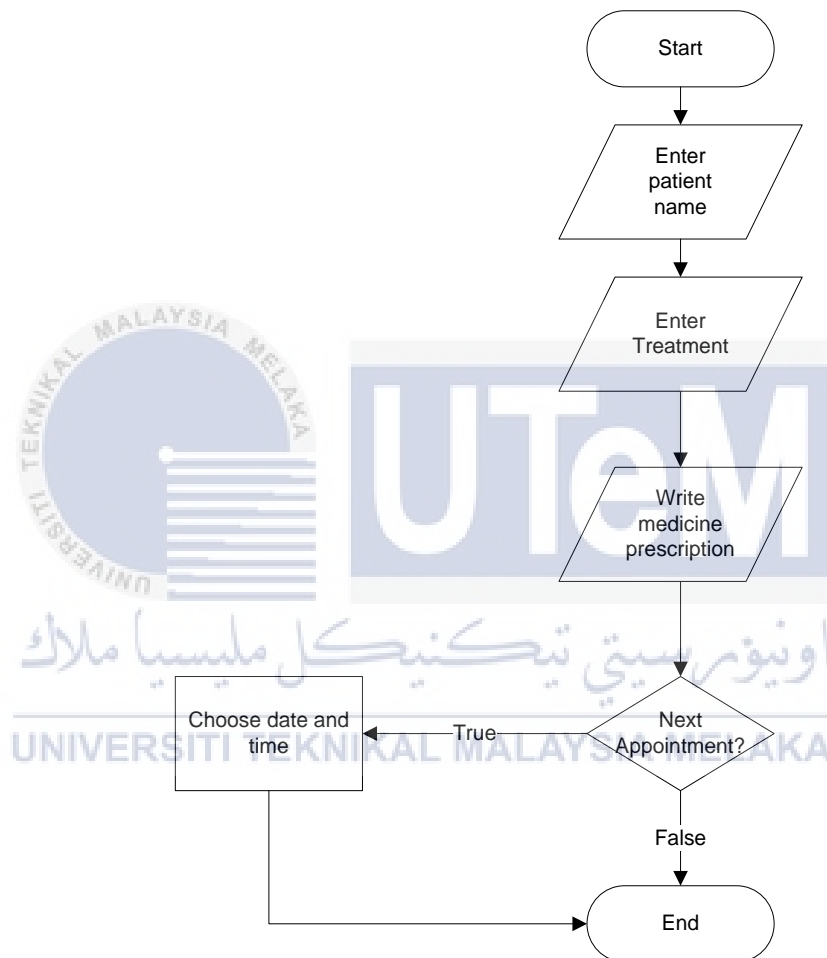 Start
Enter
patient
name
Enter
Treatment
Write
medicine
prescription
Next
Appointment?
True
Choose date and
time
False
End
UNIVERSITI TEKNIKAL MALAYSIA MELAKA
UTeM
اونيۏرسيتي تيكنيكل مليسيا ملاك
UNIVERSITI TEKNIKAL MALAYSIA MELAKA